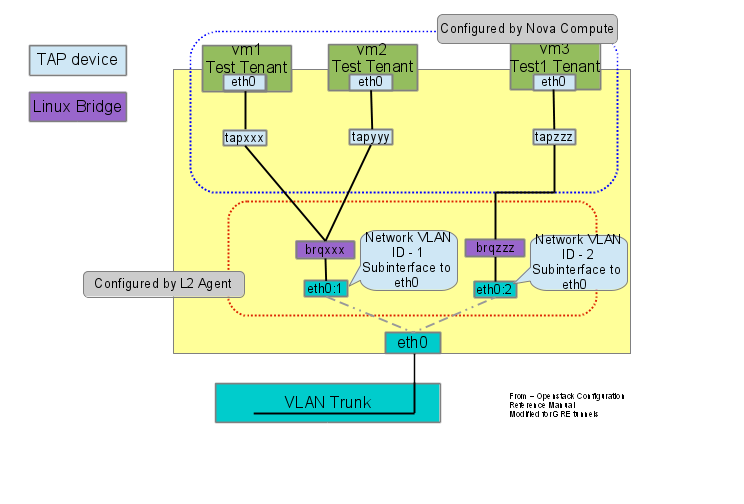 Configured by Nova Compute
TAP device
Linux Bridge
vm1
Test Tenant
eth0
vm2
Test Tenant
eth0
vm3
Test1 Tenant
eth0
tapxxx
tapyyy
tapzzz
brqxxx
Network VLAN
ID - 1
Subinterface to
eth0
brqzzz
Network VLAN
ID - 2
Subinterface to
eth0
Configured by L2 Agent
eth0:1
eth0:2
eth0
VLAN Trunk
From – Openstack Configuration
Reference Manual
Modified for GRE tunnels